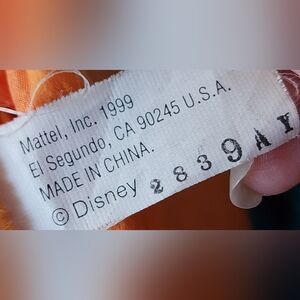 Mattel, Inc. 1999
El Segundo, CA 90245 U.S.A.
MADE IN CHINA.
© Disney 2839AY